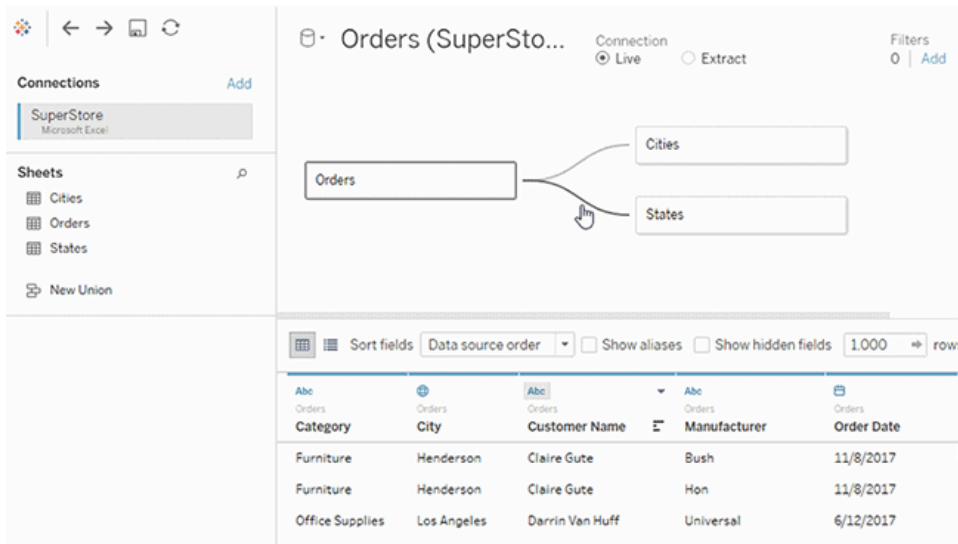 Orders (SuperSto...
Connection
Live
Extract
Filters
0 | Add
Connections Add
SuperStore
Microsoft Excel
Sheets
Cities
Orders
States
New Union
Orders
Cities
States
Sort fields Data source order Show aliases Show hidden fields 1.000 rows
Abc Abc Abc
Orders Orders Orders Orders Orders
Category City Customer Name Manufacturer Order Date
Furniture Henderson Claire Gute Bush 11/8/2017
Furniture Henderson Claire Gute Hon 11/8/2017
Office Supplies Los Angeles Darrin Van Huff Universal 6/12/2017